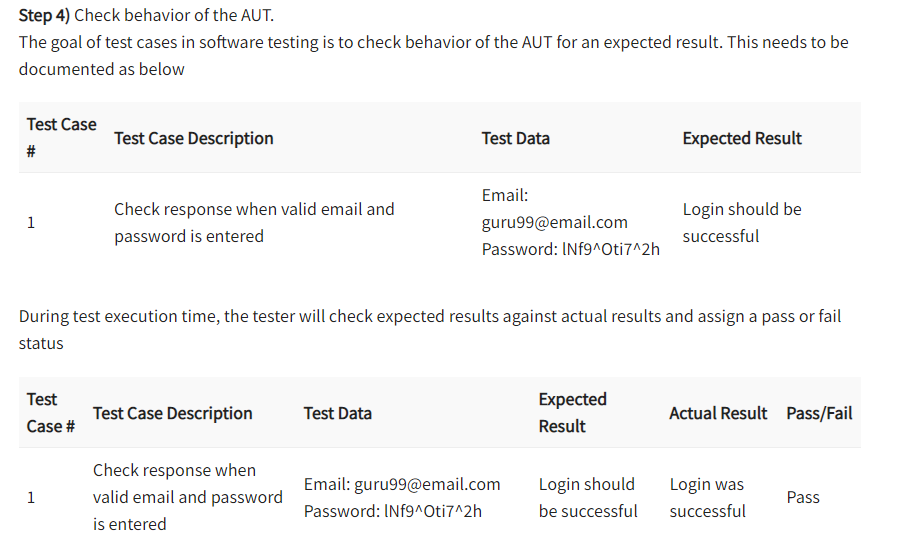 Step 4) Check behavior of the AUT.
The goal of test cases in software testing is to check behavior of the AUT for an expected result. This needs to be
documented as below
Test Case
#
Test Case Description
Test Data
Expected Result
1
Check response when valid email and
password is entered
Email:
guru99@email.com
Password: lNf9^Oti7^2h
Login should be
successful
During test execution time, the tester will check expected results against actual results and assign a pass or fail
status
Test
Case #
Test Case Description
Test Data
Expected
Result
Actual Result
Pass/Fail
1
Check response when
valid email and password
is entered
Email: guru99@email.com
Password: lNf9^Oti7^2h
Login should
be successful
Login was
successful
Pass